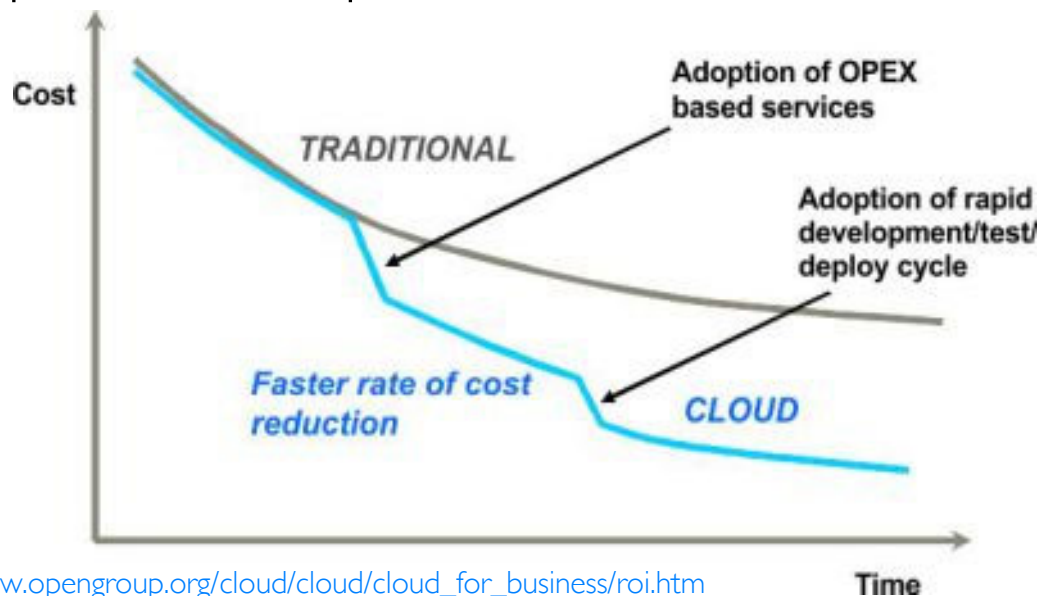 Cost
Adoption of OPEX
based services
TRADITIONAL
Adoption of rapid
development/test/
deploy cycle
Faster rate of cost
reduction
CLOUD
w.opengroup.org/cloud/cloud/cloud_for_business/roi.htm
Time